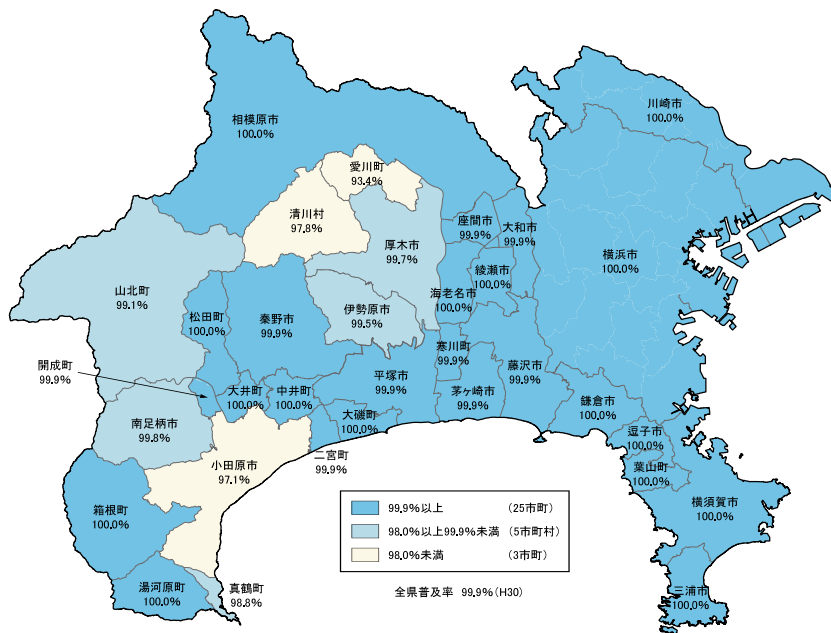 川崎市
100.0%
相模原市
100.0%
愛川町
93.4%
清川村
97.8%
座間市
99.9%
大和市
99.9%
厚木市
99.7%
横浜市
100.0%
綾瀬市
100.0%
山北町
99.1%
海老名市
100.0%
松田町
100.0%
秦野市
99.9%
伊勢原市
99.5%
寒川町
99.9%
藤沢市
99.9%
開成町
99.9%
大井町
100.0%
中井町
100.0%
平塚市
99.9%
茅ヶ崎市
99.9%
鎌倉市
100.0%
大磯町
100.0%
南足柄市
99.8%
逗子市
100.0%
二宮町
99.9%
小田原市
97.1%
葉山町
100.0%
箱根町
100.0%
横須賀市
100.0%
湯河原町
100.0%
真鶴町
98.8%
三浦市
100.0%
99.9%以上 (25市町)
98.0%以上99.9%未満 (5市町村)
98.0%未満 (3市町)
全県普及率 99.9%(H30)